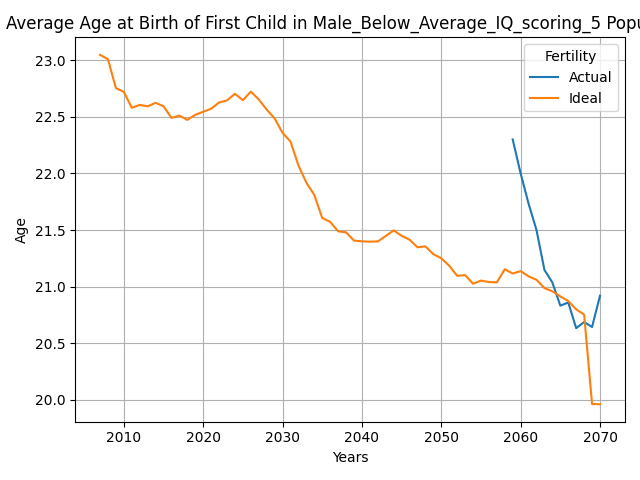 Average Age at Birth of First Child in Male_Below_Average_IQ_scoring_5 Popu
Fertility
Actual
Ideal
23.0
22.5
22.0
21.5
21.0
20.5
20.0
Age
2010 2020 2030 2040 2050 2060 2070
Years